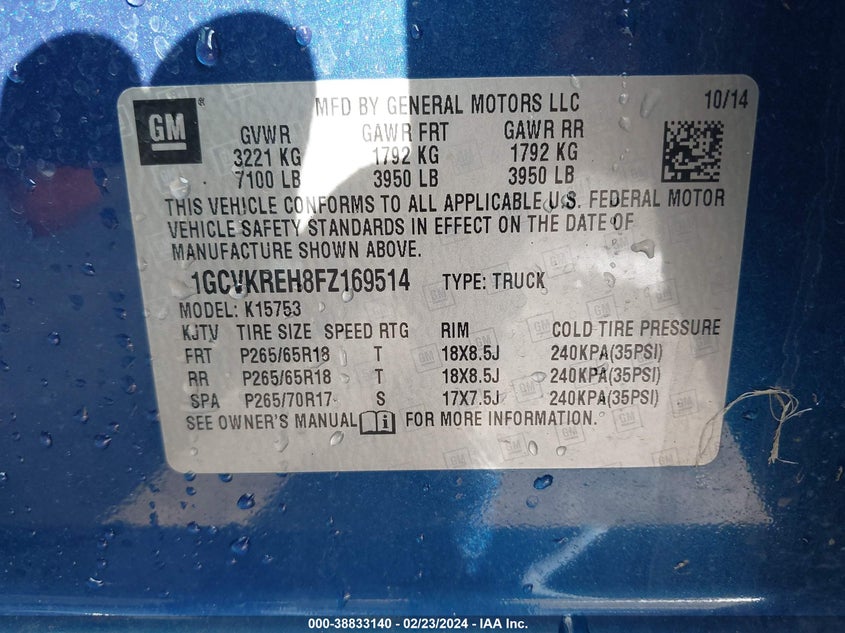 GM ® MFD BY GENERAL MOTORS LLC 10/14
GVWR GAWR FRT GAWR RR
3221 KG 1792 KG 1792 KG
7100 LB 3950 LB 3950 LB
THIS VEHICLE CONFORMS TO ALL APPLICABLE U.S. FEDERAL MOTOR
VEHICLE SAFETY STANDARDS IN EFFECT ON THE DATE OF
MANUFACTURE SHOWN ABOVE.
1GCVKREH8FZ169514 TYPE: TRUCK
MODEL: K15753
KJTV TIRE SIZE SPEED RTG RIM COLD TIRE PRESSURE
FRT P265/65R18 T 18X8.5J 240KPA(35PSI)
RR P265/65R18 T 18X8.5J 240KPA(35PSI)
SPA P265/70R17 S 17X7.5J 240KPA(35PSI)
SEE OWNER'S MANUAL i FOR MORE INFORMATION.
000-38833140 - 02/23/2024 - IAA Inc.